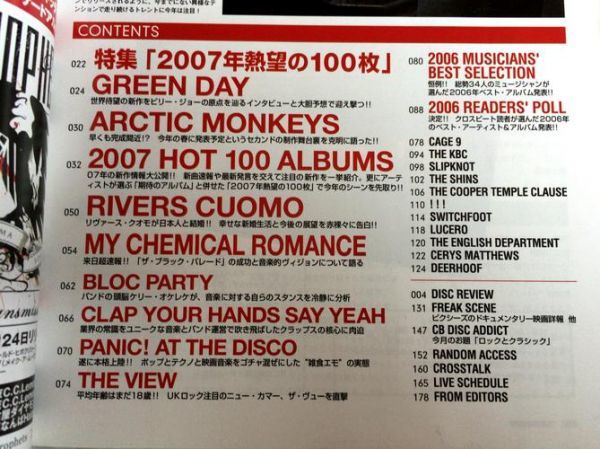 ンションで走り続けるトレントに今年は注目！
CONTENTS
022 特集「2007年熱望の100枚」
024 GREEN DAY
世界待望の新作をビリー・ジョーの原点を辿るインタビューと大胆予想で迎え撃つ!!
030 ARCTIC MONKEYS
早くも完成間近!? 今年の春に発表予定というセカンドの制作舞台裏を克明に語った!!
032 2007 HOT 100 ALBUMS
07年の新作情報大公開!! 新曲速報や最新発言を交えて注目の新作を一挙紹介。更にアー
ティストが選ぶ「期待のアルバム」と併せた「2007年熱望の100枚」で今年のシーンを先取り!!
050 RIVERS CUOMO
リヴァース・クオモが日本人と結婚!! 幸せな新婚生活と今後の展望を赤裸々に告白!!
054 MY CHEMICAL ROMANCE
来日超速報!! 「ザ・ブラック・パレード」の成功と音楽的ヴィジョンについて語る
062 BLOC PARTY
バンドの頭脳ケリー・オケレケが、音楽に対する自らのスタンスを冷静に分析
066 CLAP YOUR HANDS SAY YEAH
業界の常識をユニークな音楽とバンド運営で吹き飛ばしたクラップスの核心に肉迫
070 PANIC! AT THE DISCO
遂に本格上陸!! ポップとテクノと映画音楽をゴチャ混ぜにした“雑食エモ”の実態
074 THE VIEW
平均年齢はまだ18歳!! UKロック注目のニュー・カマー、ザ・ヴューを直撃
080 2006 MUSICIANS'
BEST SELECTION
恒例!! 総勢34人のミュージシャンが
選んだ2006年ベスト・アルバム発表!!
088 2006 READERS' POLL
決定!! クロスビート読者が選んだ2006年
のベスト・アーティスト&アルバム発表!!
078 CAGE 9
094 THE KBC
098 SLIPKNOT
102 THE SHINS
106 THE COOPER TEMPLE CLAUSE
110 !!!
114 SWITCHFOOT
118 LUCERO
120 THE ENGLISH DEPARTMENT
122 CERYS MATTHEWS
124 DEERHOOF
004 DISC REVIEW
131 FREAK SCENE
ピクシーズのドキュメンタリー映画詳報 他
147 CB DISC ADDICT
今月のお題「ロックとクラシック」
152 RANDOM ACCESS
160 CROSSTALK
165 LIVE SCHEDULE
178 FROM EDITORS